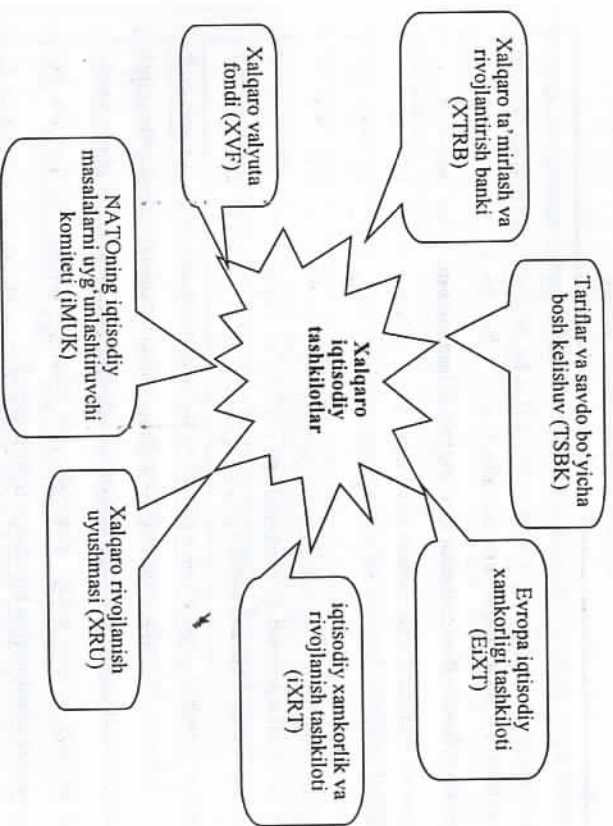 Tariflar va savdo bo‘yicha
bosh kelishuv (TSBK)
Xalqaro ta’mirlash va
rivojlantirish banki
(XTRB)
Evropa iqtisodiy
xamkorligi tashkiloti
(EiXT)
Xalqaro
iqtisodiy
tashkilotlar
Xalqaro valyuta
fondi (XVF)
iqtisodiy xamkorlik va
rivojlanish tashkiloti
(iXRT)
NATOning iqtisodiy
masalalarni uyg‘unlashtiruvchi
komiteti (iMUK)
Xalqaro rivojlanish
uyushmasi (XRU)